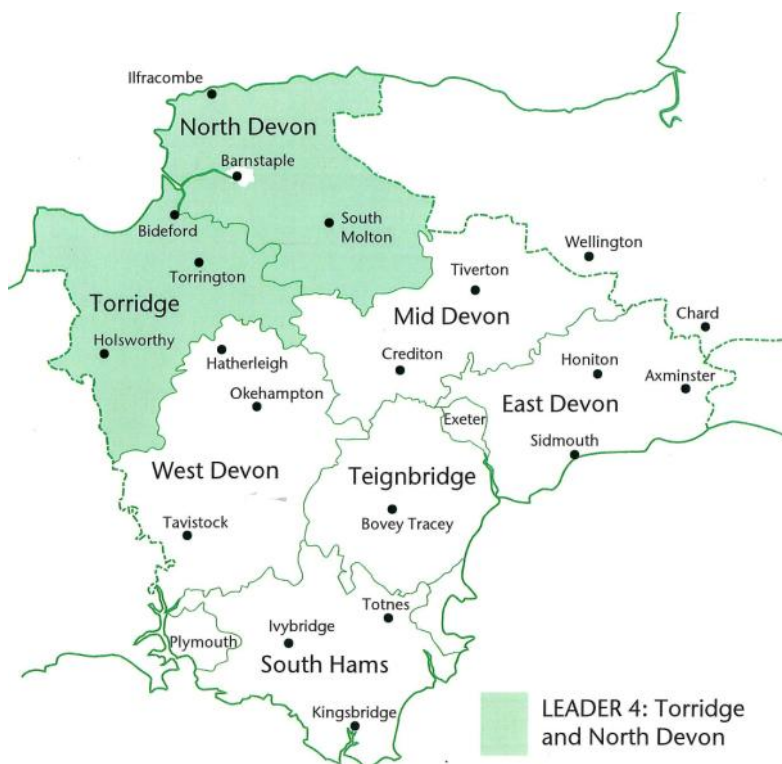 Ilfracombe
North Devon
Barnstaple
Bideford
South
Molton
Wellington
Torrington
Tiverton
Torridge
Mid Devon
Chard
Holsworthy
Hatherleigh
Crediton
Honiton
Axminster
Okehampton
East Devon
Exeter
Sidmouth
West Devon
Teignbridge
Tavistock
Bovey Tracey
Totnes
Plymouth
Ivybridge
South Hams
Kingsbridge
LEADER 4: Torridge
and North Devon